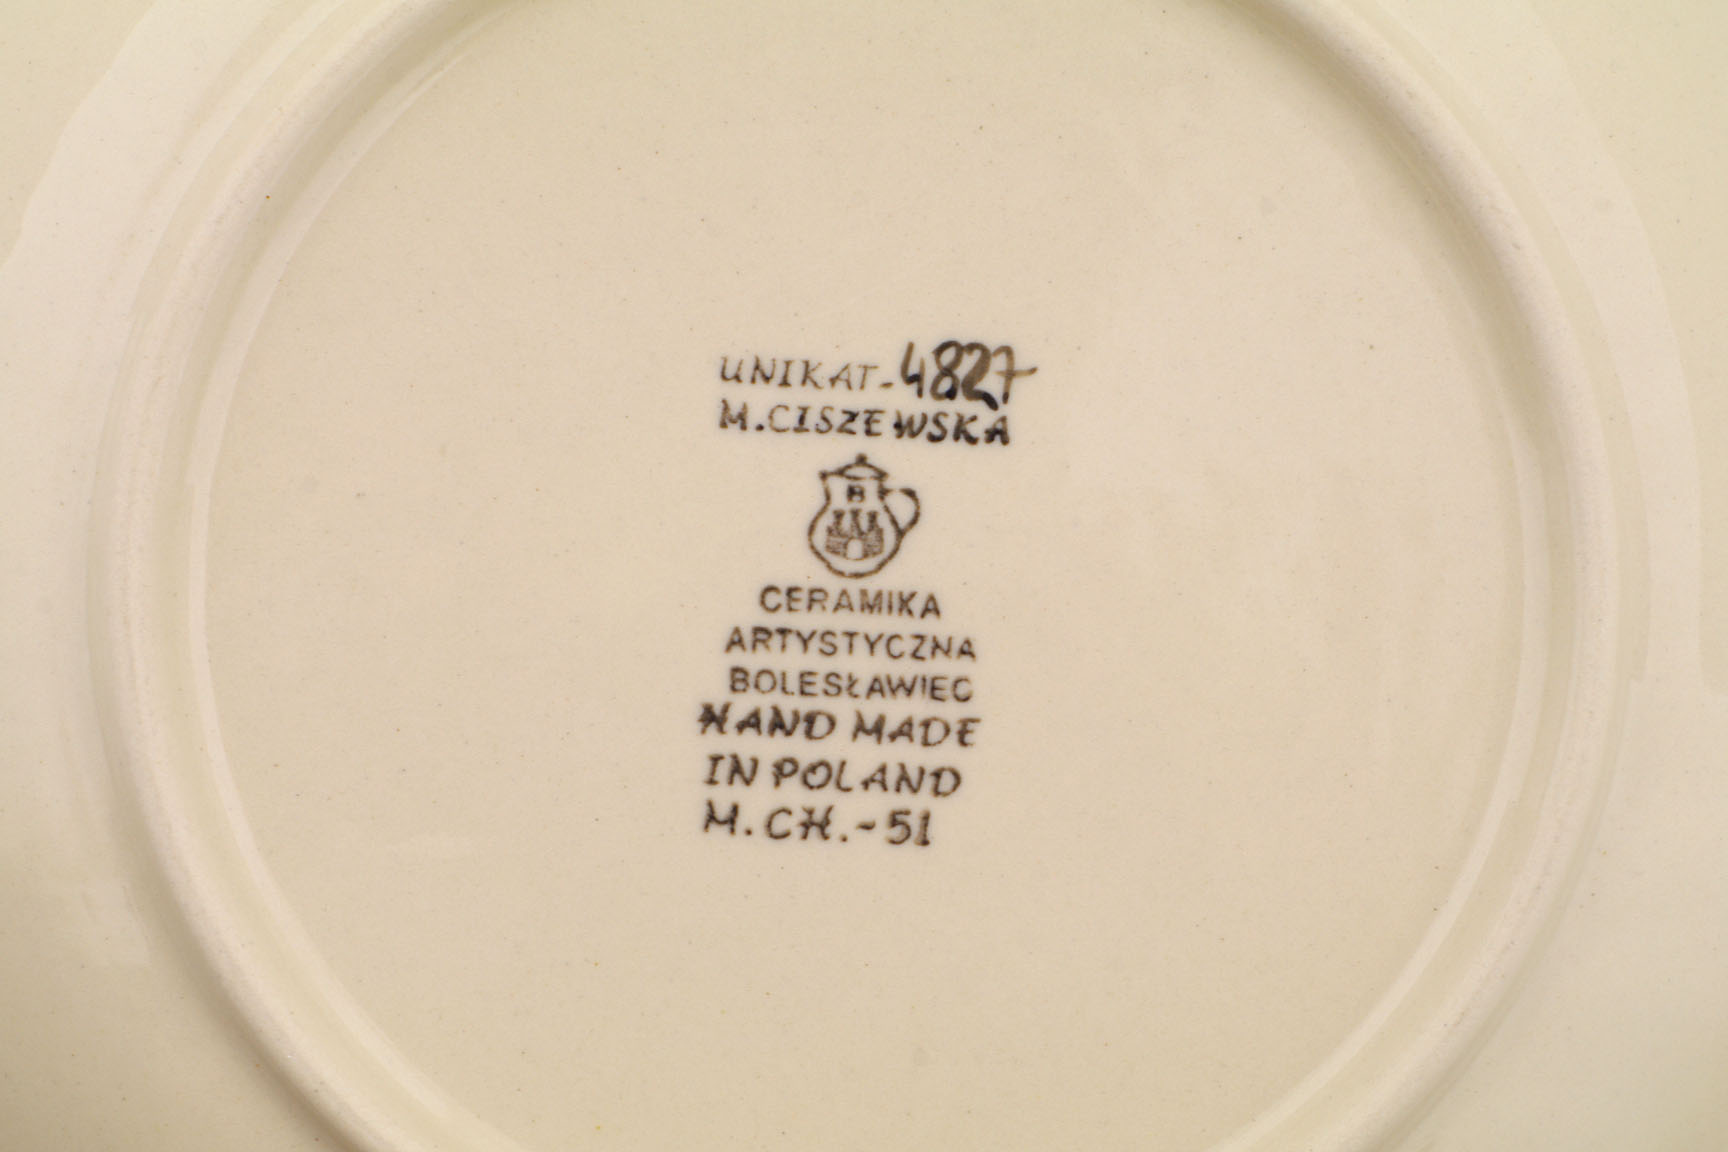 UNIKAT-4827
M.CISZEWSKA
B
CERAMIKA
ARTYSTYCZNA
BOLESŁAWIEC
HAND MADE
IN POLAND
M.CH.-51